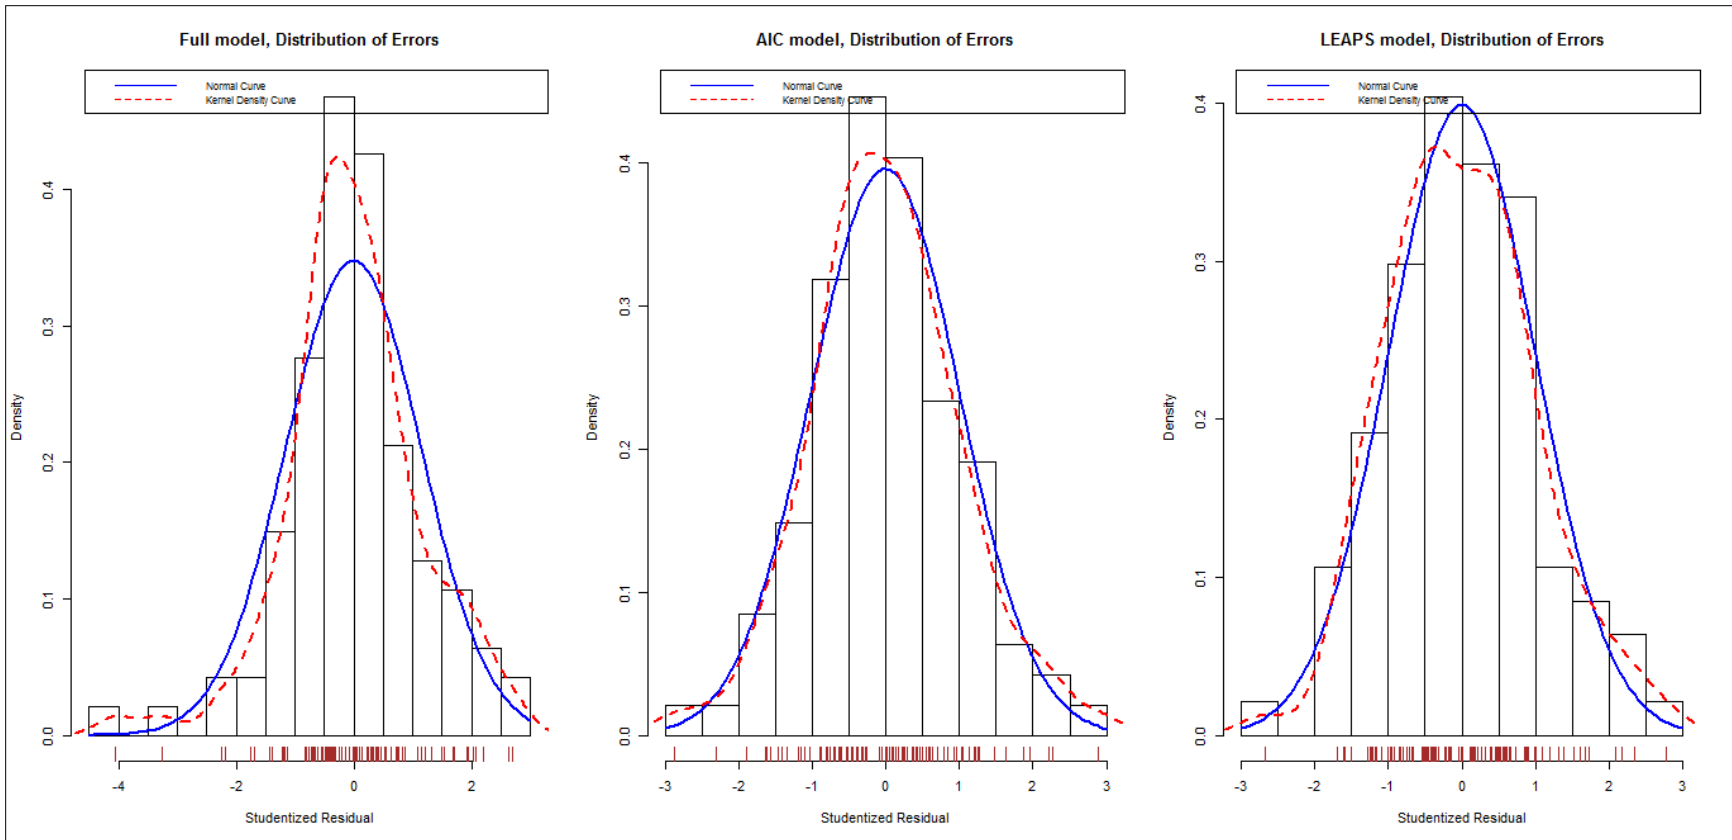 Full model, Distribution of Errors
Normal Curve
Kernel Density Curve
0.4
0.3
0.2
0.1
0.0
Density
-4
-2
0
2
Studentized Residual
AIC model, Distribution of Errors
Normal Curve
Kernel Density Curve
0.4
0.3
0.2
0.1
0.0
Density
-3
-2
-1
0
1
2
3
Studentized Residual
LEAPS model, Distribution of Errors
Normal Curve
Kernel Density Curve
0.4
0.3
0.2
0.1
0.0
Density
-3
-2
-1
0
1
2
3
Studentized Residual